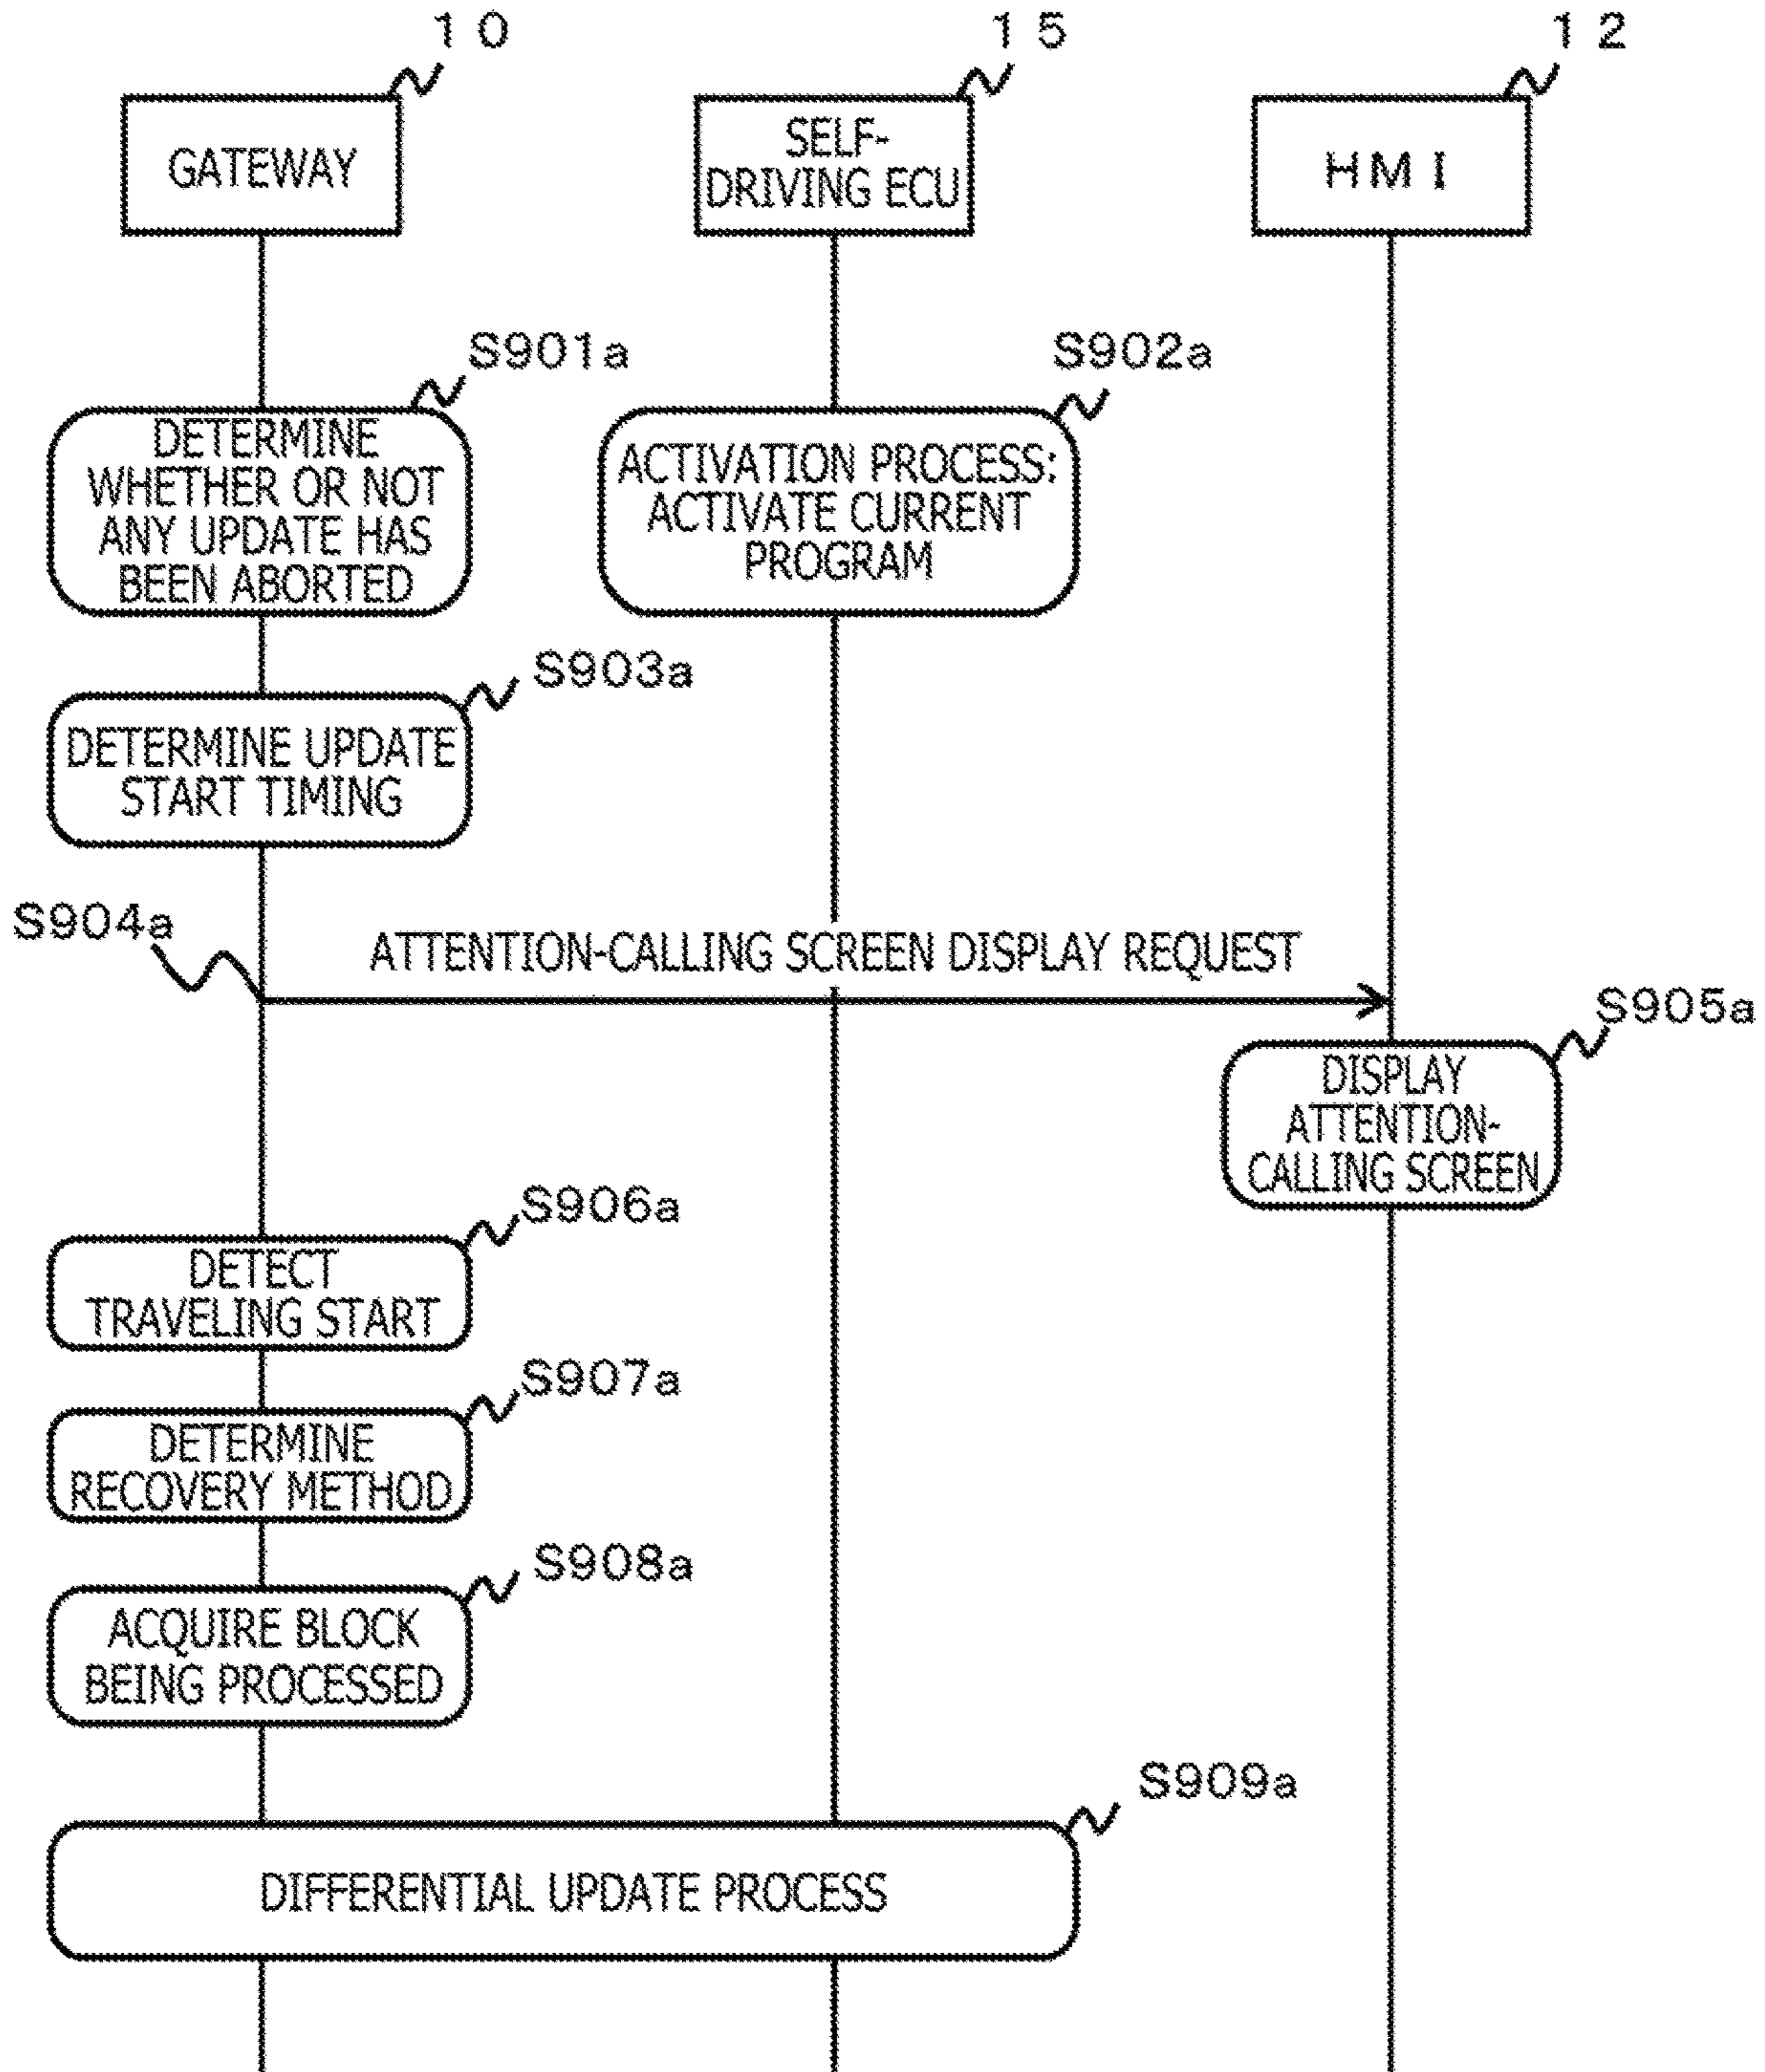 10
15
12
GATEWAY
SELF-
DRIVING ECU
HMI
S901a
S902a
DETERMINE
WHETHER OR NOT
ANY UPDATE HAS
BEEN ABORTED
ACTIVATION PROCESS:
ACTIVATE CURRENT
PROGRAM
S903a
DETERMINE UPDATE
START TIMING
S904a
ATTENTION-CALLING SCREEN DISPLAY REQUEST
S905a
DISPLAY
ATTENTION-
CALLING SCREEN
S906a
DETECT
TRAVELING START
S907a
DETERMINE
RECOVERY METHOD
S908a
ACQUIRE BLOCK
BEING PROCESSED
S909a
DIFFERENTIAL UPDATE PROCESS